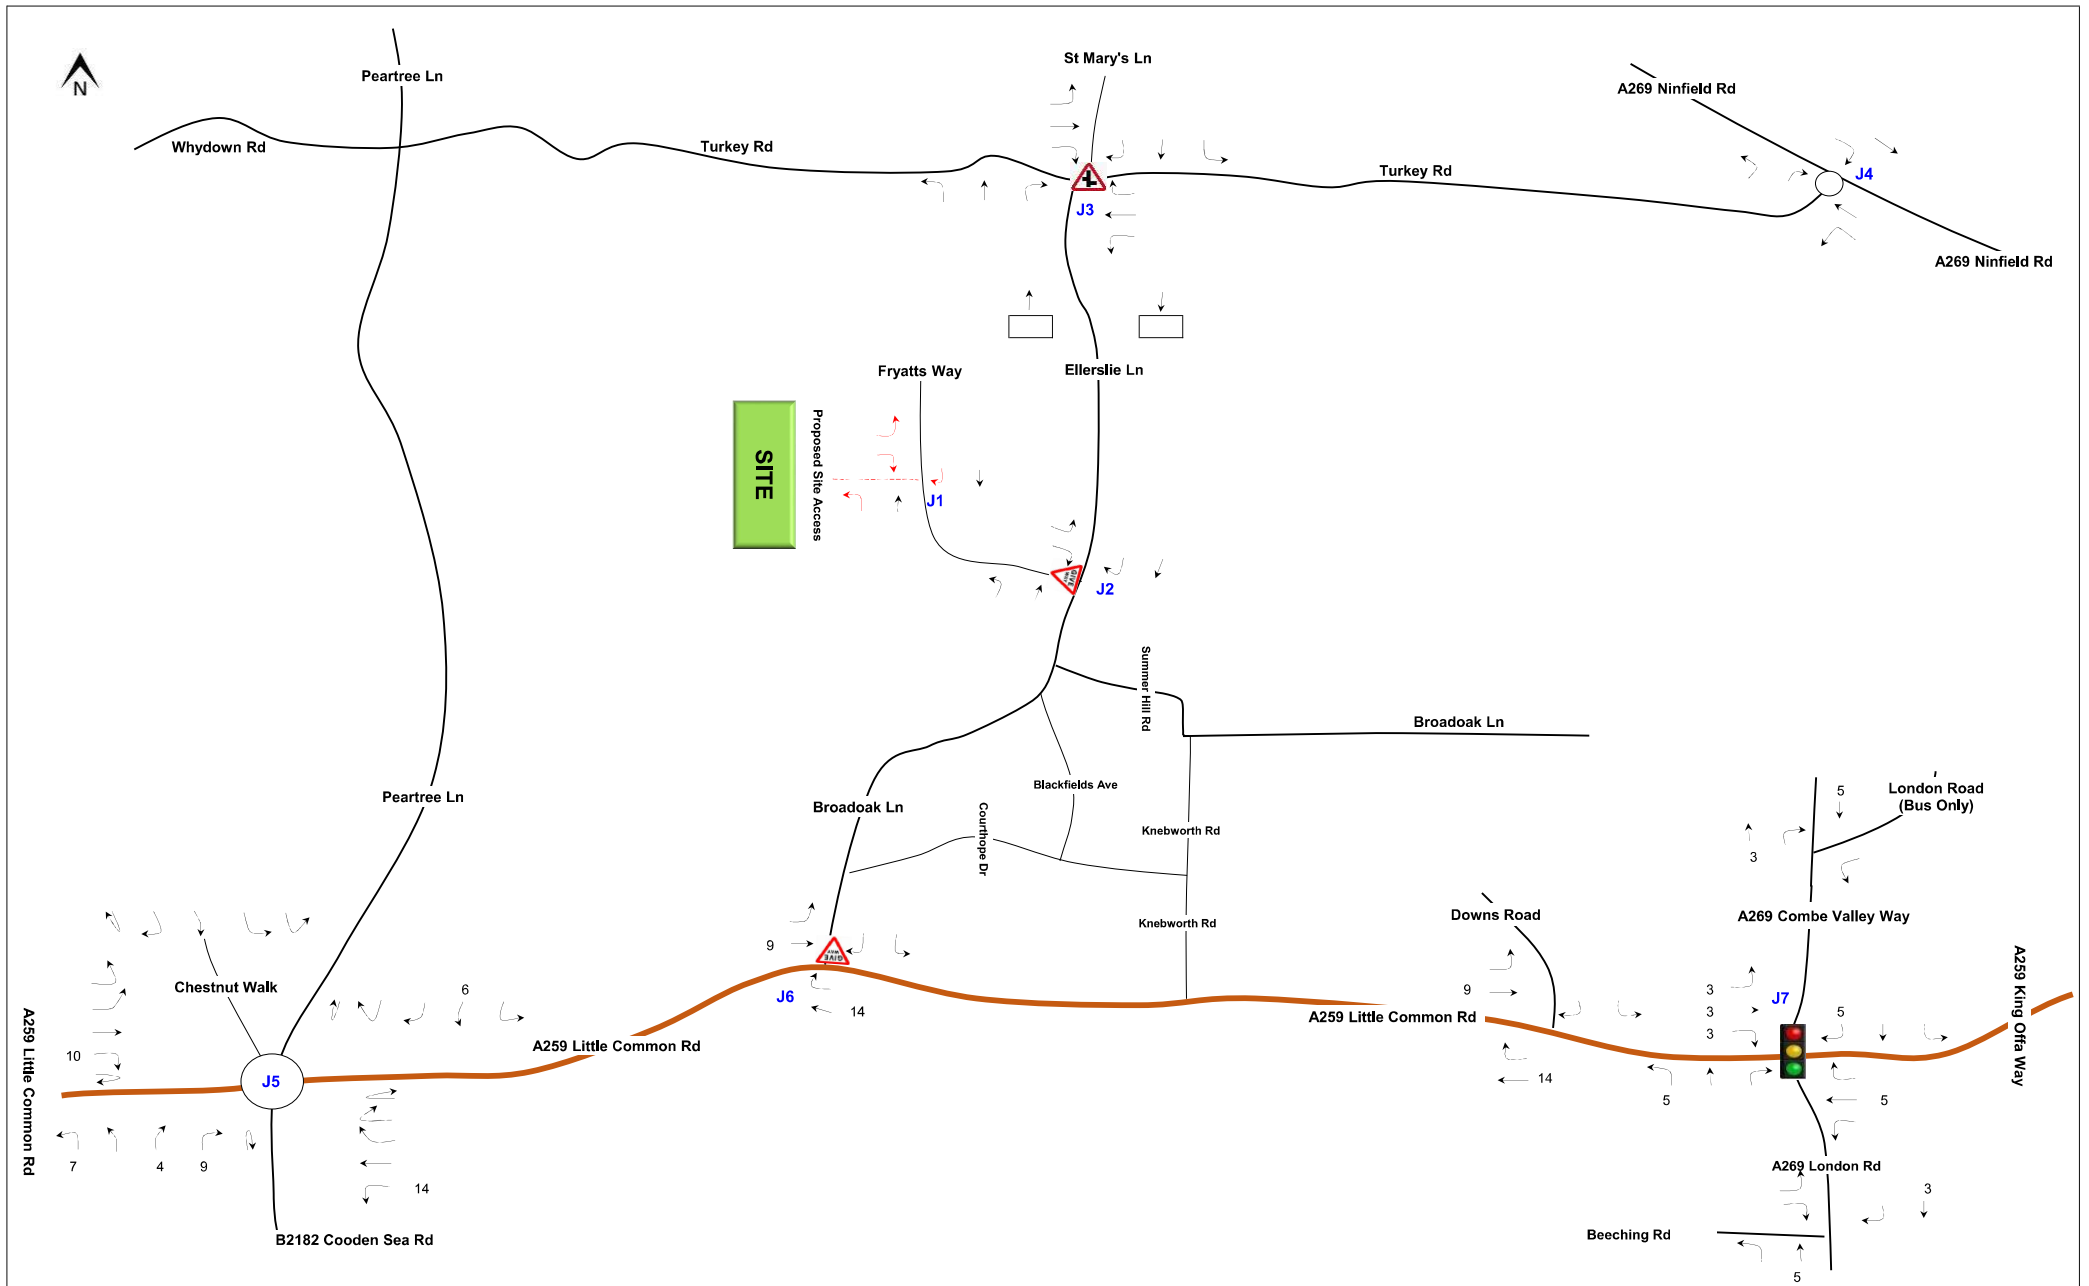 St Mary's Ln
Peartree Ln
A269 Ninfield Rd
N
Whydown Rd
Turkey Rd
Turkey Rd
J4
J3
A269 Ninfield Rd
Fryatts Way
Ellerslie Ln
SITE
Proposed Site Access
J1
GIVE WAY
J2
Summer Hill Rd
Broadoak Ln
Blackfields Ave
Peartree Ln
Broadoak Ln
Courthope Dr
Knebworth Rd
5
London Road
(Bus Only)
3
Downs Road
A269 Combe Valley Way
Knebworth Rd
9
GIVE WAY
Chestnut Walk
6
J6
14
9
3
J7
3
5
3
A259 King Offa Way
A259 Little Common Rd
A259 Little Common Rd
A259 Little Common Rd
10
J5
14
5
5
7
4
9
14
A269 London Rd
3
B2182 Cooden Sea Rd
Beeching Rd
5